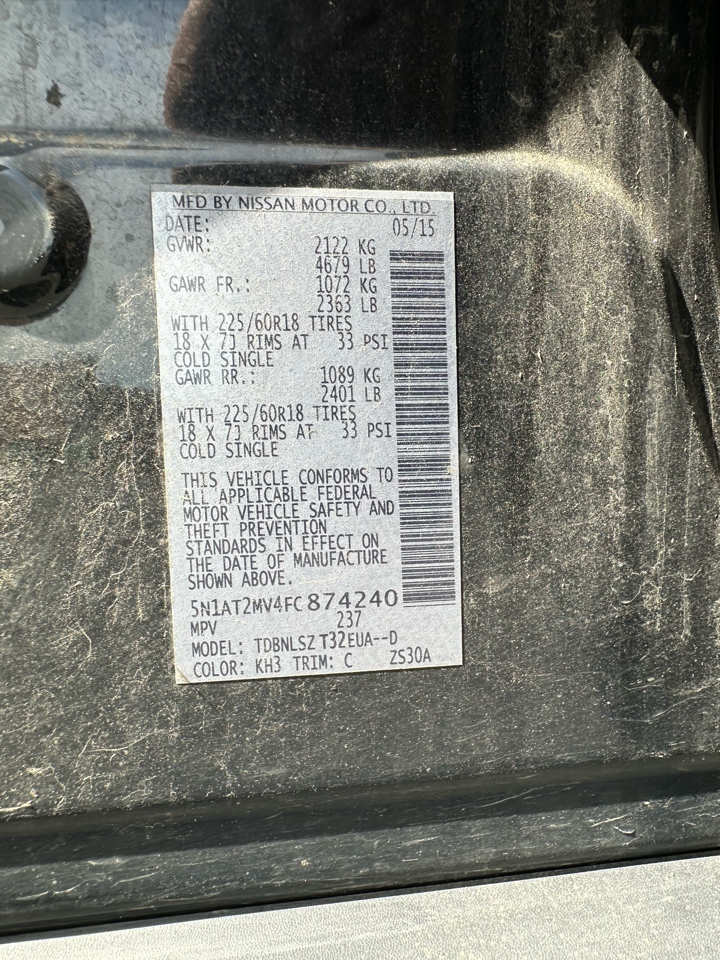 MFD BY NISSAN MOTOR CO., LTD.
DATE: 05/15
GVWR: 2122 KG
4679 LB
GAWR FR.: 1072 KG
2363 LB
WITH 225/60R18 TIRES
18 X 7J RIMS AT 33 PSI
COLD SINGLE
GAWR RR.: 1089 KG
2401 LB
WITH 225/60R18 TIRES
18 X 7J RIMS AT 33 PSI
COLD SINGLE
THIS VEHICLE CONFORMS TO
ALL APPLICABLE FEDERAL
MOTOR VEHICLE SAFETY AND
THEFT PREVENTION
STANDARDS IN EFFECT ON
THE DATE OF MANUFACTURE
SHOWN ABOVE.
5N1AT2MV4FC874240
MPV 237
MODEL: TDBNLSZ T32EUA--D
COLOR: KH3 TRIM: C ZS30A